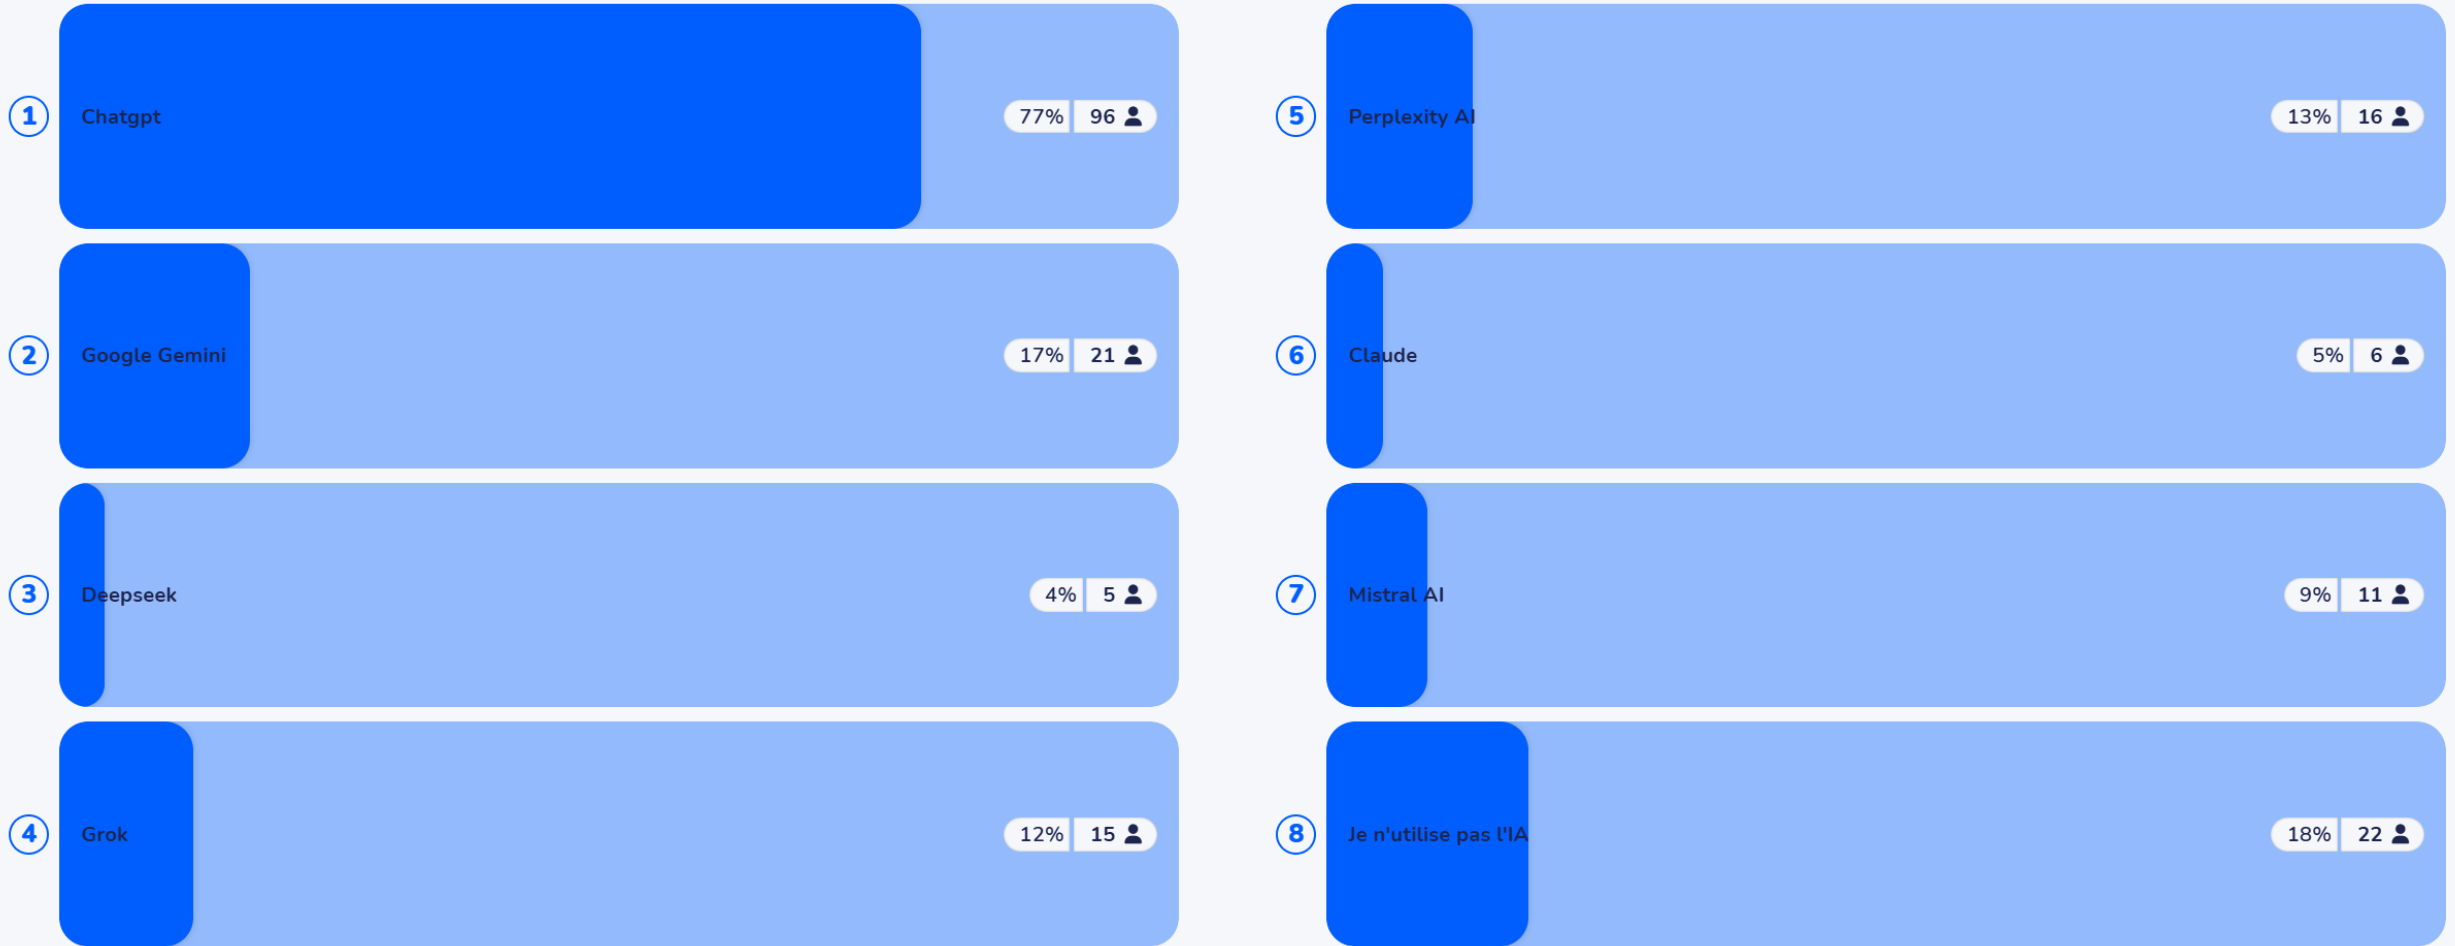 1 Chatgpt 77% 96
2 Google Gemini 17% 21
3 Deepseek 4% 5
4 Grok 12% 15
5 Perplexity AI 13% 16
6 Claude 5% 6
7 Mistral AI 9% 11
8 Je n'utilise pas l'IA 18% 22